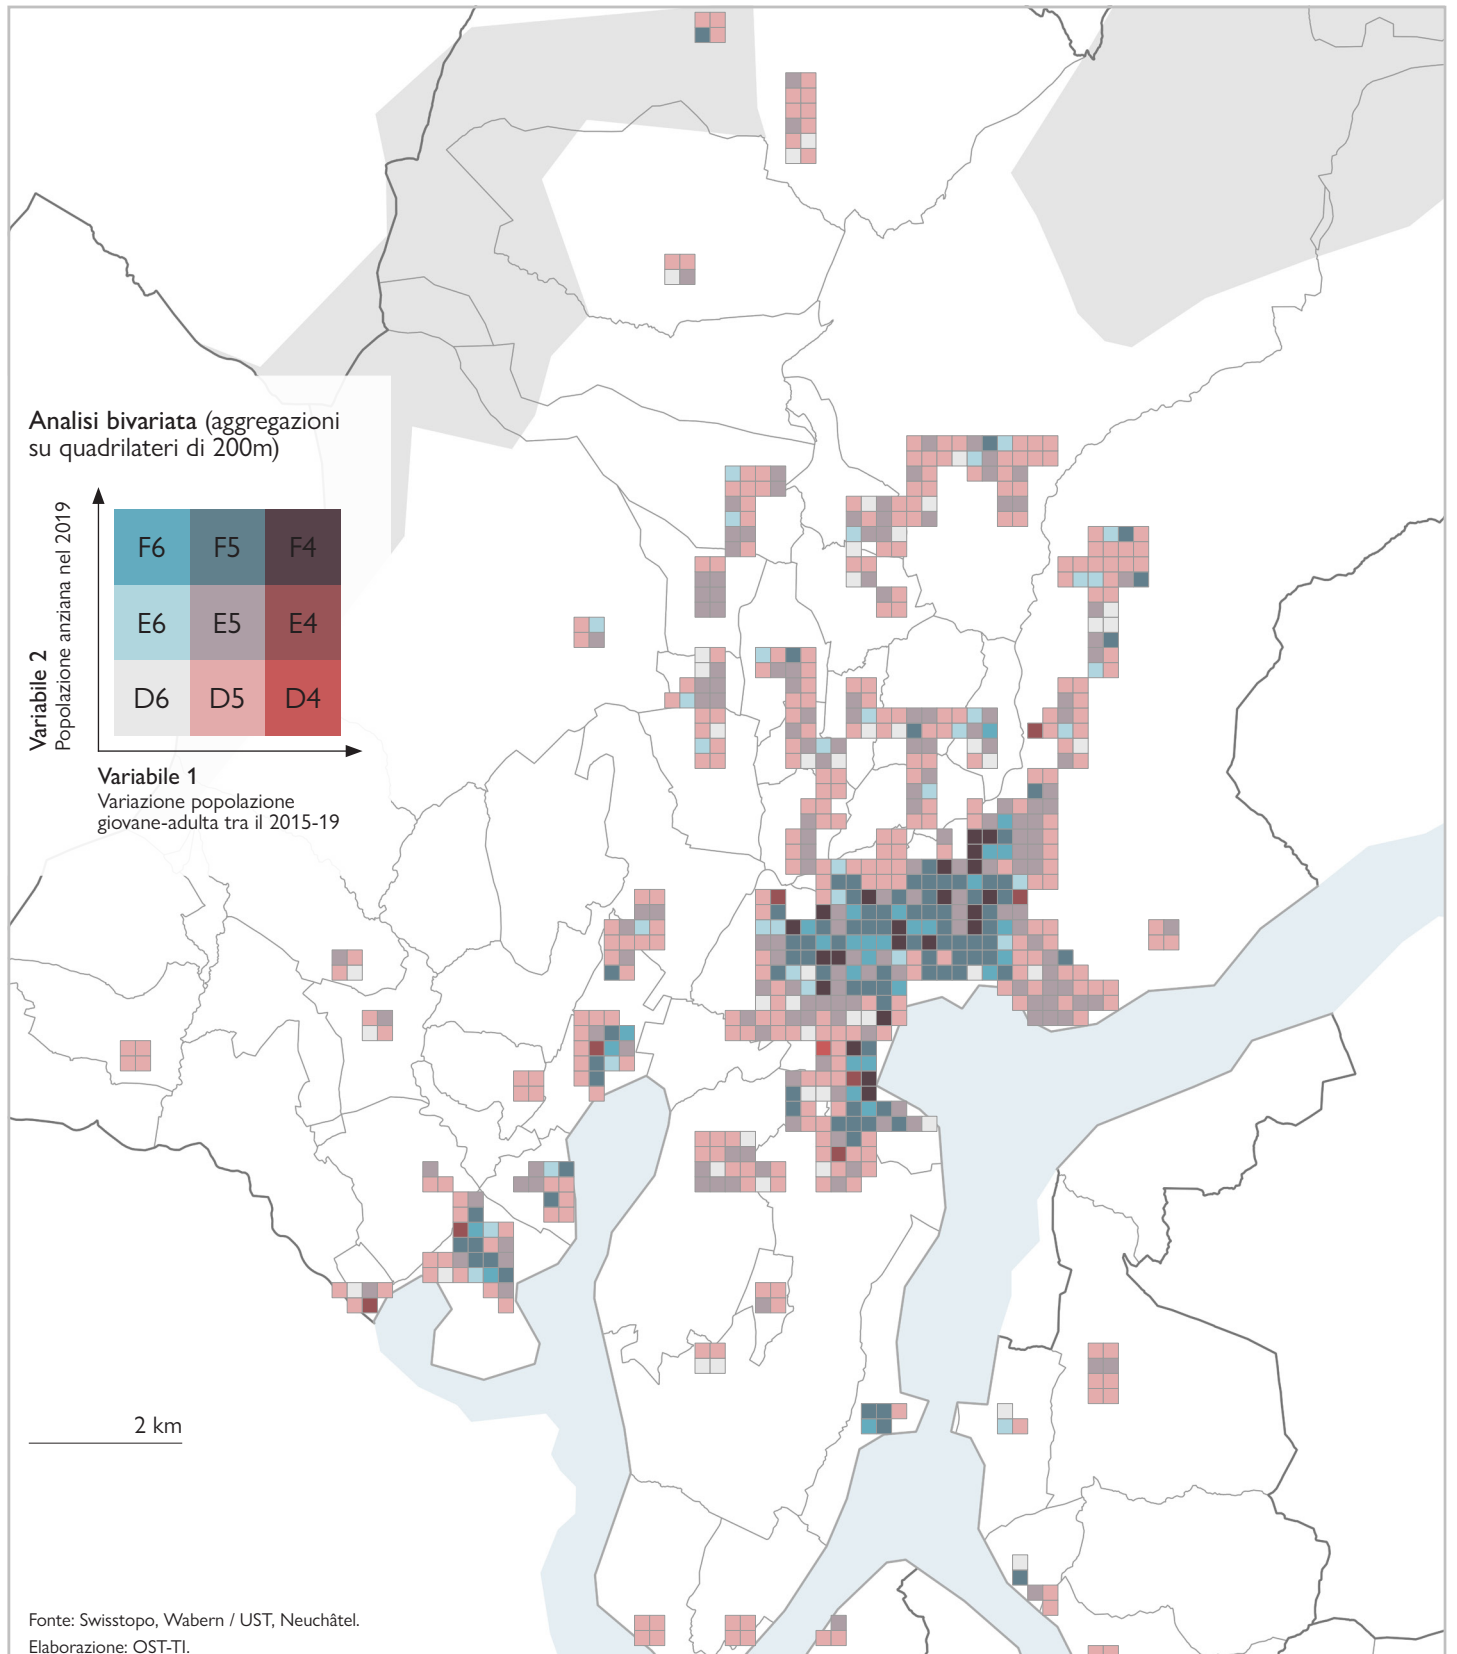 Analisi bivariata (aggregazioni
su quadrilateri di 200m)
Variabile 2
Popolazione anziana nel 2019
F6 F5 F4
E6 E5 E4
D6 D5 D4
Variabile 1
Variazione popolazione
giovane-adulta tra il 2015-19
2 km
Fonte: Swisstopo, Wabern / UST, Neuchâtel.
Elaborazione: OST-TI.